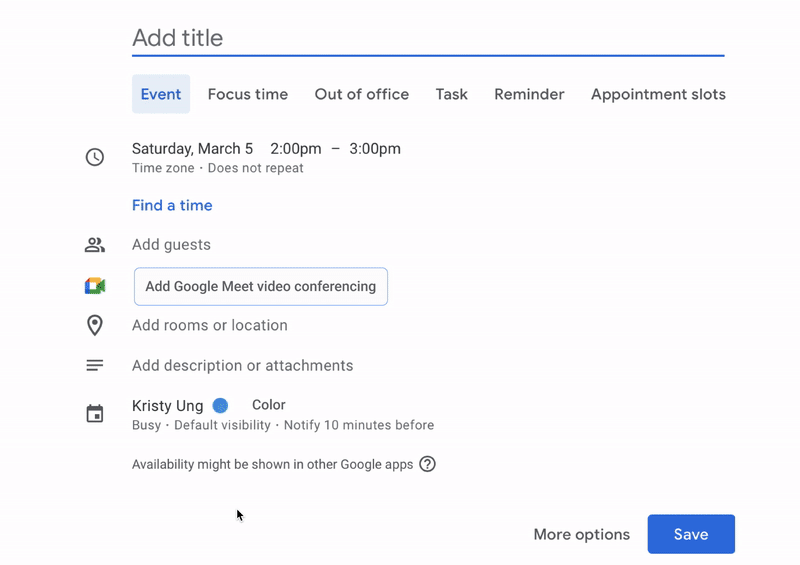 Add title
Event Focus time Out of office Task Reminder Appointment slots
Saturday, March 5 2:00pm – 3:00pm
Time zone · Does not repeat
Find a time
Add guests
Add Google Meet video conferencing
Add rooms or location
Add description or attachments
Kristy Ung Color
Busy · Default visibility · Notify 10 minutes before
Availability might be shown in other Google apps ?
More options Save